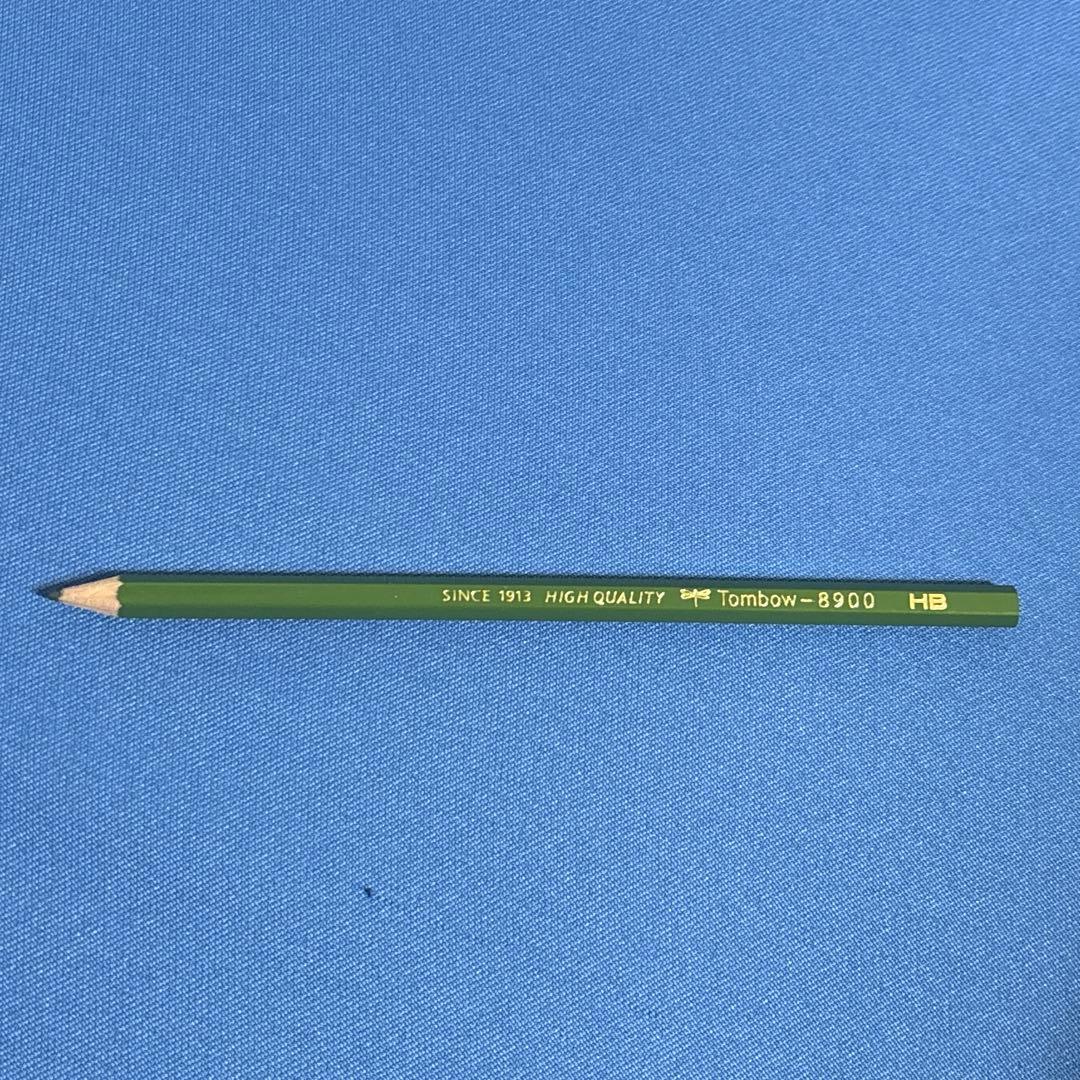 SINCE 1913 HIGH QUALITY Tombow-8900 HB